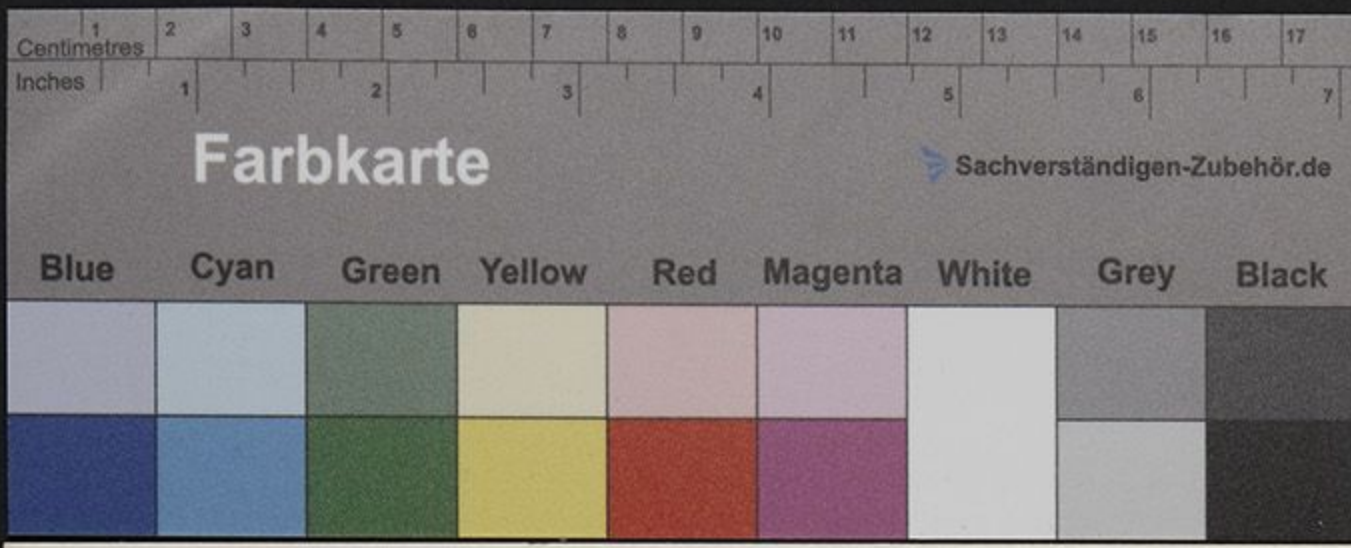 1 2 3 4 5 6 7 8 9 10 11 12 13 14 15 16 17
Centimetres
Inches
1 2 3 4 5 6 7
Farbkarte
Sachverständigen-Zubehör.de
Blue Cyan Green Yellow Red Magenta White Grey Black